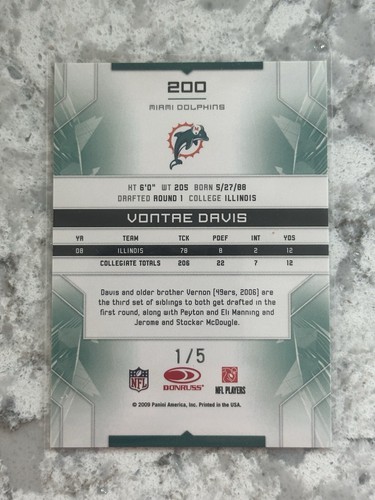 200
MIAMI DOLPHINS
HT 6'0" WT 205 BORN 5/27/88
DRAFTED ROUND 1 COLLEGE ILLINOIS
VONTAE DAVIS
YR TEAM TCK PDEF INT YDS
08 ILLINOIS 78 8 2 12
COLLEGIATE TOTALS 206 22 7 12
Davis and older brother Vernon (49ers, 2006) are
the third set of siblings to both get drafted in the
first round, along with Peyton and Eli Manning and
Jerome and Stockar McDougle.
1/5
NFL
DONRUSS
NFL PLAYERS
© 2009 Panini America, Inc. Printed in the USA.